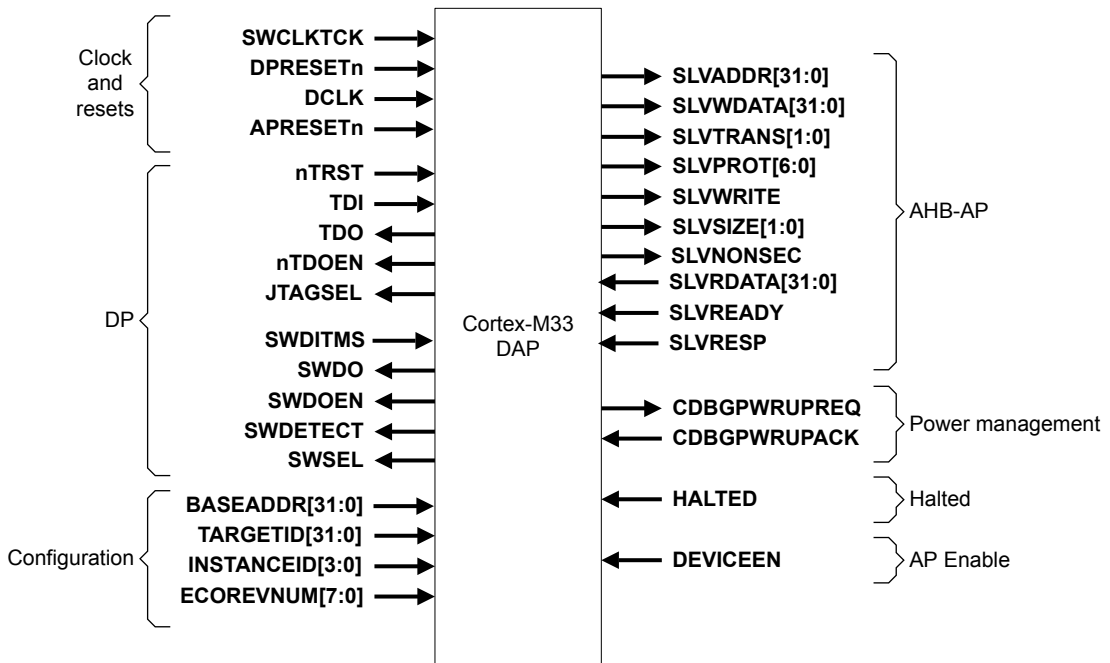 Clock
and
resets
SWCLKTCK
DPRESETn
DCLK
APRESETn
DP
nTRST
TDI
TDO
nTDOEN
JTAGSEL
SWDITMS
SWDO
SWDOEN
SWDETECT
SWSEL
Configuration
BASEADDR[31:0]
TARGETID[31:0]
INSTANCEID[3:0]
ECOREVNUM[7:0]
Cortex-M33
DAP
SLVADDR[31:0]
SLVWDATA[31:0]
SLVTRANS[1:0]
SLVPROT[6:0]
SLVWRITE
SLVSIZE[1:0]
SLVNONSEC
SLVRDATA[31:0]
SLVREADY
SLVRESP
AHB-AP
CDBGPWRUPREQ
CDBGPWRUPACK
Power management
HALTED
Halted
DEVICEEN
AP Enable